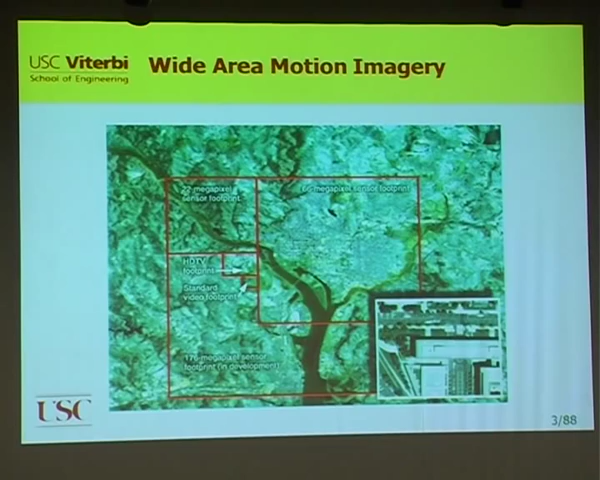 USC Viterbi
School of Engineering
Wide Area Motion Imagery
22 megapixel
sensor footprint
66 megapixel sensor footprint
HDTV
footprint
Standard
video footprint
176-megapixel sensor
footprint (in development)
USC
3/88